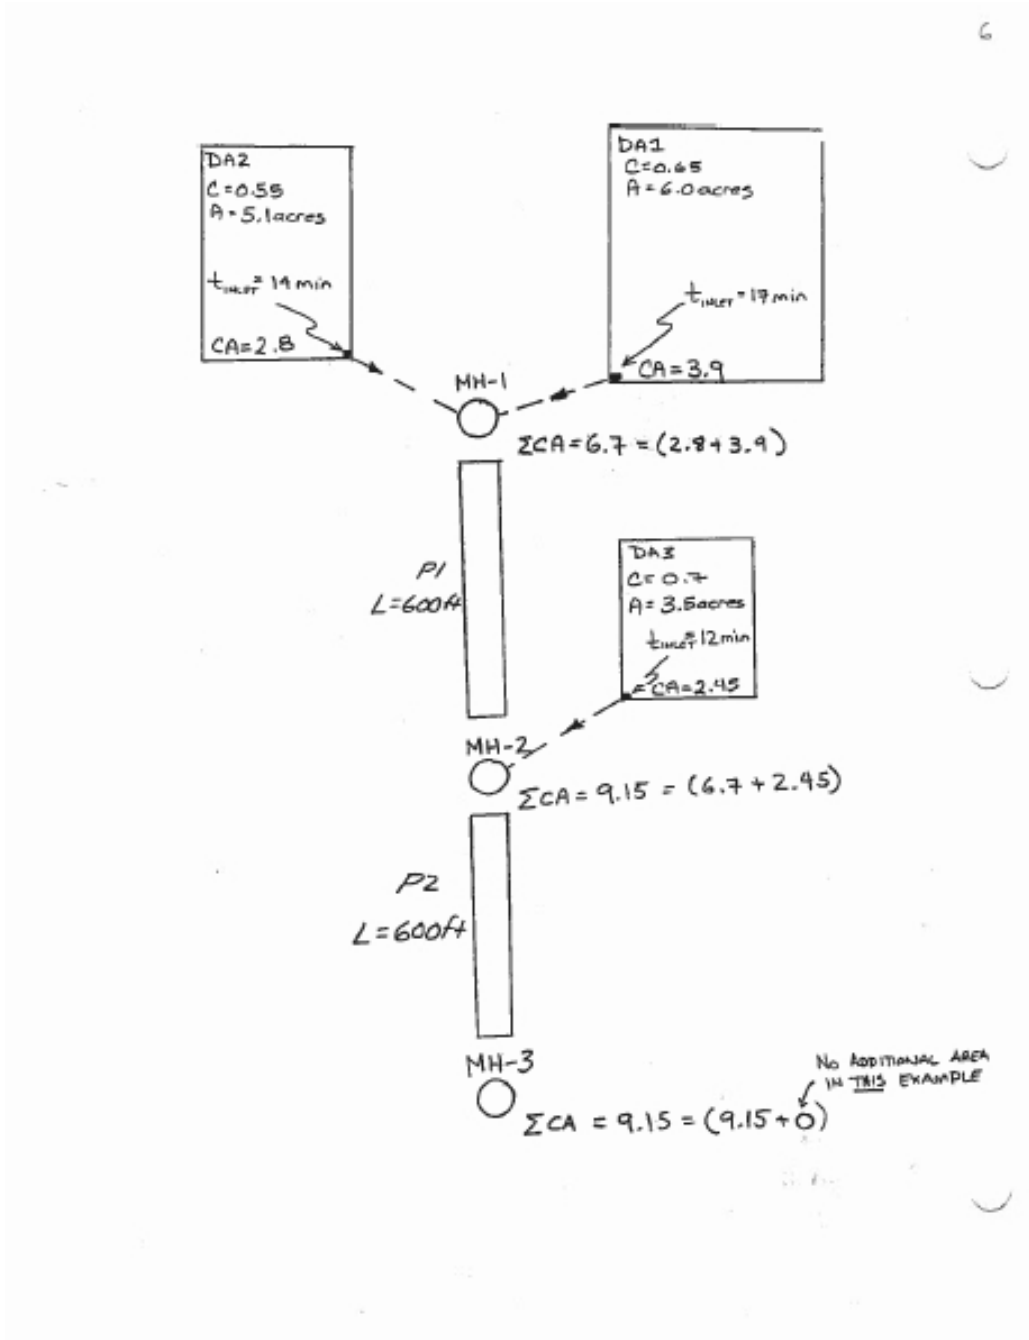 6
DA2
C=0.55
A=5.1acres
tINLET=14min
CA=2.8
DA1
C=0.65
A=6.0acres
tINLET=17min
CA=3.9
MH-1
ΣCA=6.7=(2.8+3.9)
P1
L=600ft
DA3
C=0.7
A=3.5acres
tINLET=12min
CA=2.45
MH-2
ΣCA=9.15=(6.7+2.45)
P2
L=600ft
MH-3
NO ADDITIONAL AREA
IN THIS EXAMPLE
ΣCA=9.15=(9.15+0)